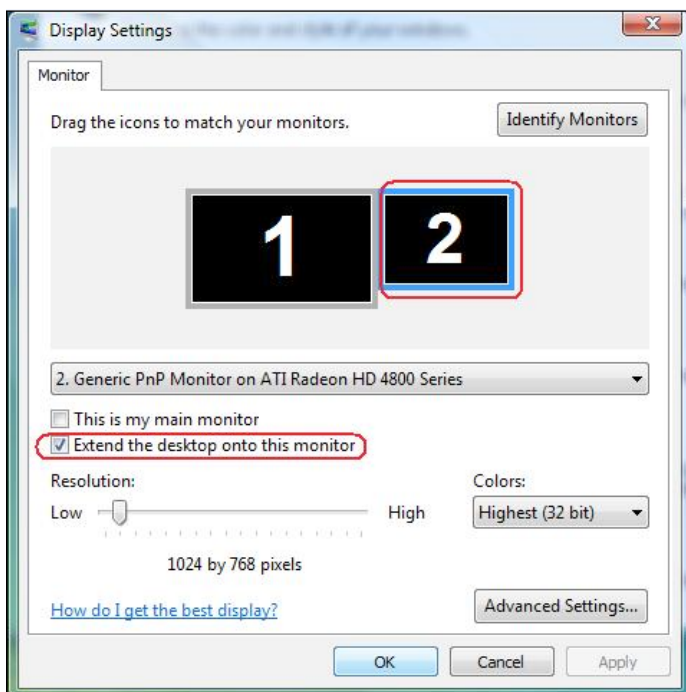 Display Settings
Monitor
Drag the icons to match your monitors.
Identify Monitors
1
2
2. Generic PnP Monitor on ATI Radeon HD 4800 Series
This is my main monitor
Extend the desktop onto this monitor
Resolution:
Colors:
Low
High
Highest (32 bit)
1024 by 768 pixels
How do I get the best display?
Advanced Settings...
OK
Cancel
Apply